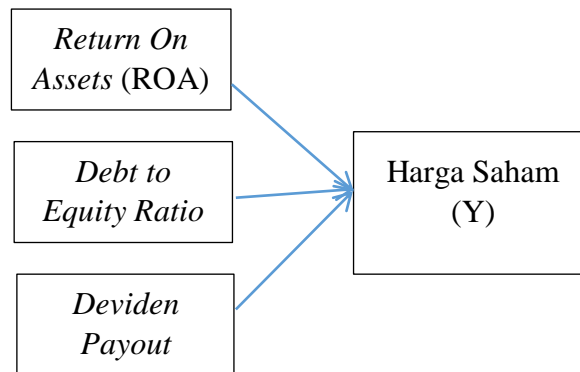 Return On
Assets (ROA)
Debt to
Equity Ratio
Deviden
Payout
Harga Saham
(Y)